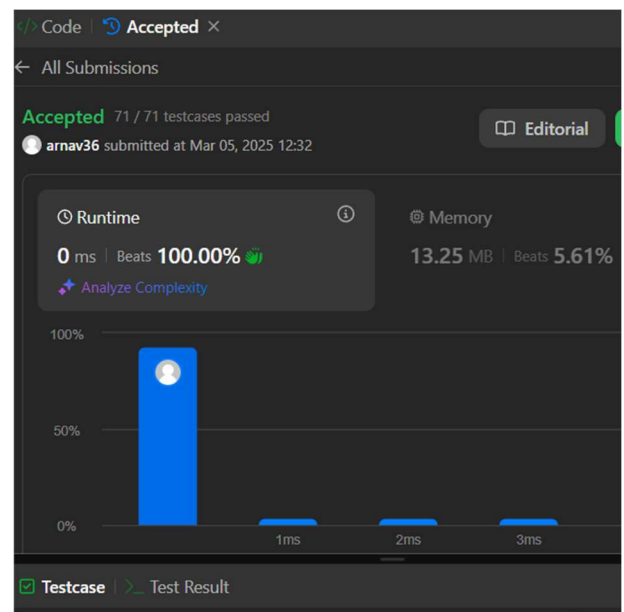 </> Code | Accepted ×
← All Submissions
Accepted 71 / 71 testcases passed
Editorial
arnav36 submitted at Mar 05, 2025 12:32
Runtime
Memory
0 ms | Beats 100.00%
13.25 MB | Beats 5.61%
Analyze Complexity
100%
50%
0%
1ms 2ms 3ms
Testcase | >_ Test Result